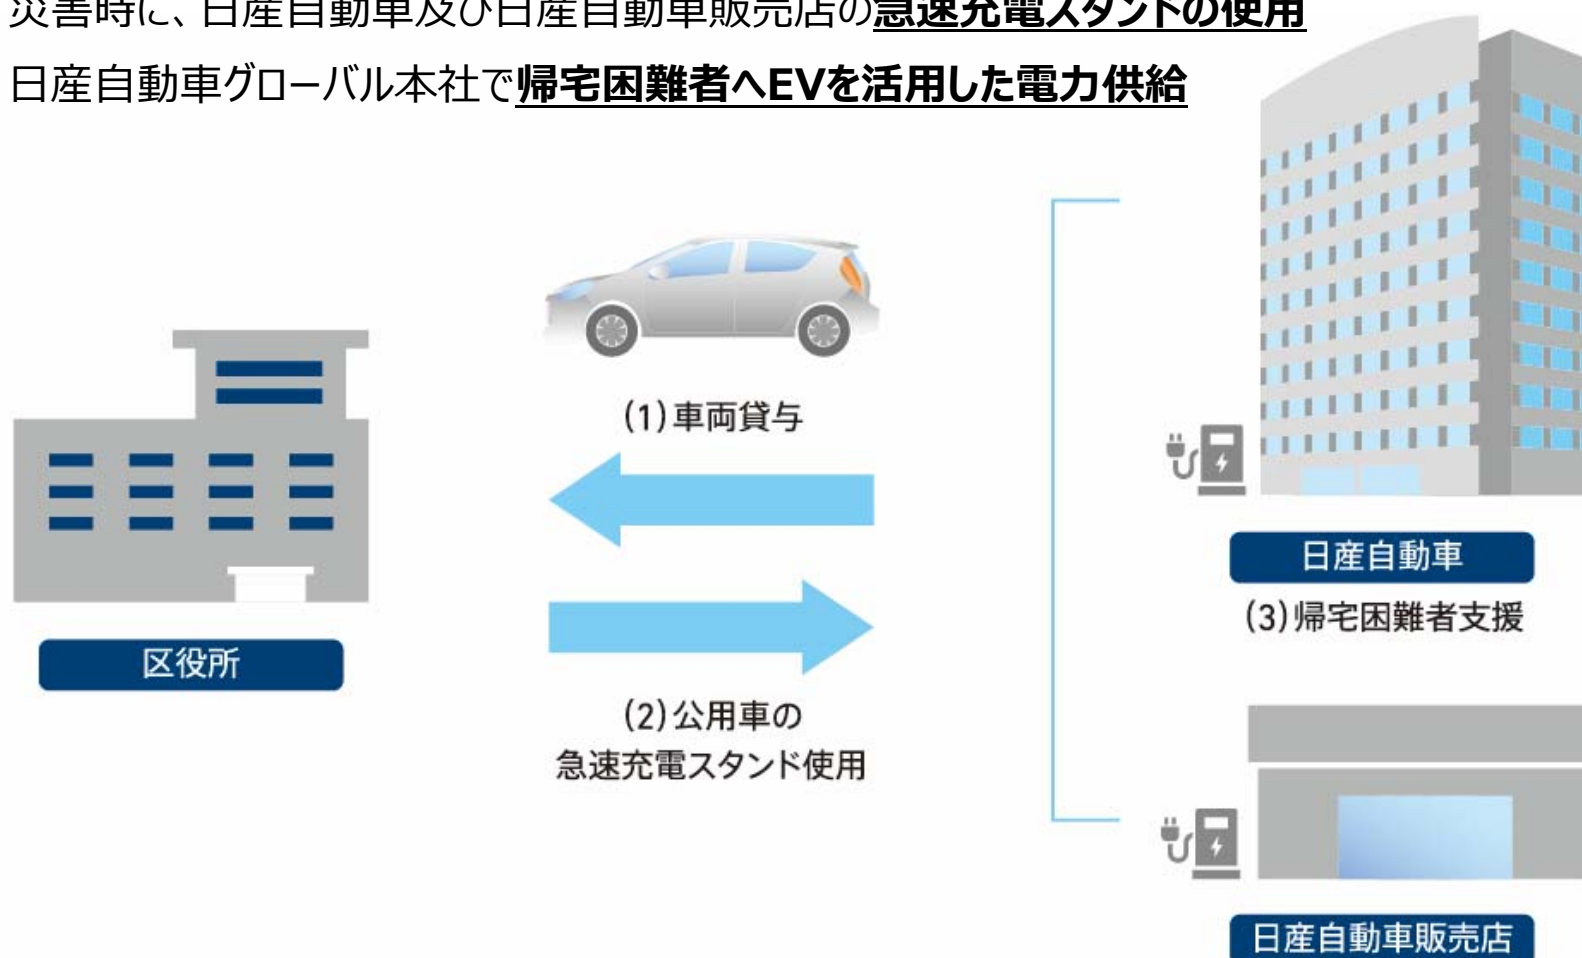 災害時に、日産自動車及び日産自動車販売店の急速充電スタンドの使用
日産自動車グローバル本社で帰宅困難者へEVを活用した電力供給
(1)車両貸与
日産自動車
(3)帰宅困難者支援
区役所
(2)公用車の
急速充電スタンド使用
日産自動車販売店